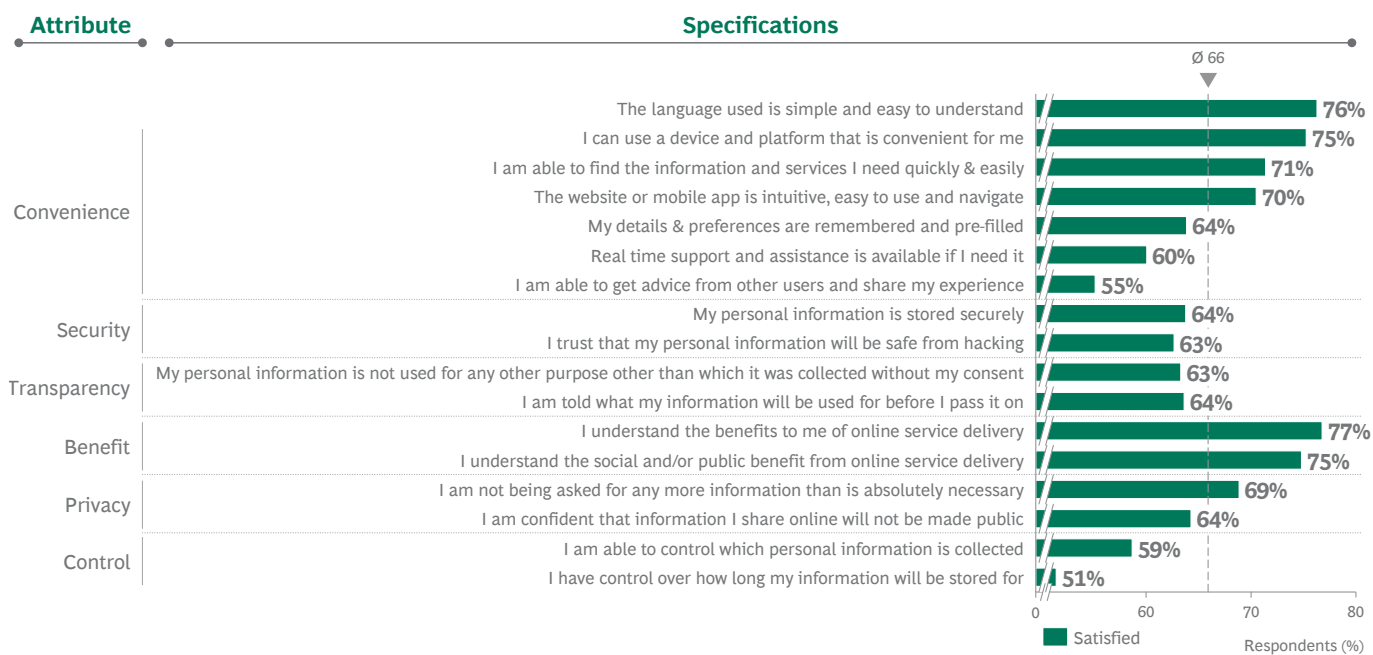 Attribute
Specifications
Ø 66
Convenience
The language used is simple and easy to understand 76%
I can use a device and platform that is convenient for me 75%
I am able to find the information and services I need quickly & easily 71%
The website or mobile app is intuitive, easy to use and navigate 70%
My details & preferences are remembered and pre-filled 64%
Real time support and assistance is available if I need it 60%
I am able to get advice from other users and share my experience 55%
Security
My personal information is stored securely 64%
I trust that my personal information will be safe from hacking 63%
Transparency
My personal information is not used for any other purpose other than which it was collected without my consent 63%
I am told what my information will be used for before I pass it on 64%
Benefit
I understand the benefits to me of online service delivery 77%
I understand the social and/or public benefit from online service delivery 75%
Privacy
I am not being asked for any more information than is absolutely necessary 69%
I am confident that information I share online will not be made public 64%
Control
I am able to control which personal information is collected 59%
I have control over how long my information will be stored for 51%
0 60 70 80
Satisfied
Respondents (%)